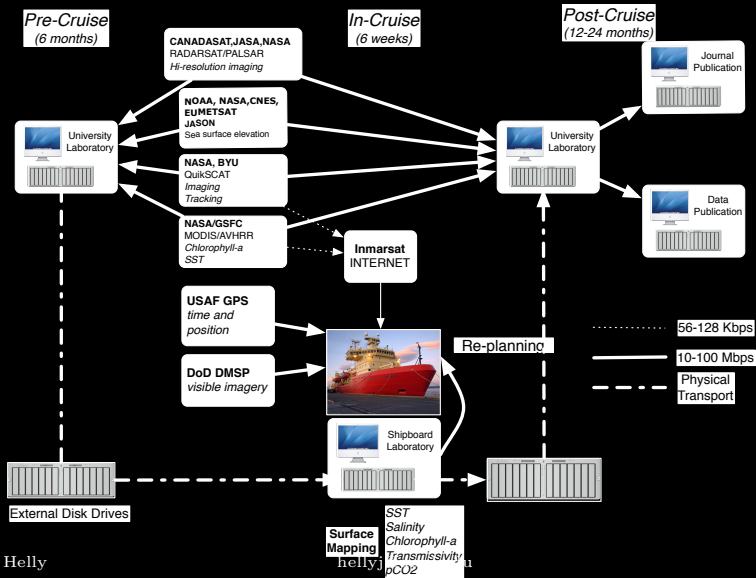 Pre-Cruise
(6 months)
In-Cruise
(6 weeks)
Post-Cruise
(12-24 months)
CANADASAT,JASA,NASA
RADARSAT/PALSAR
Hi-resolution imaging
NOAA, NASA,CNES,
EUMETSAT
JASON
Sea surface elevation
NASA, BYU
QuikSCAT
Imaging
Tracking
NASA/GSFC
MODIS/AVHRR
Chlorophyll-a
SST
University
Laboratory
University
Laboratory
Journal
Publication
Data
Publication
Inmarsat
INTERNET
USAF GPS
time and
position
DoD DMSP
visible imagery
Re-planning
56-128 Kbps
10-100 Mbps
Physical
Transport
Shipboard
Laboratory
External Disk Drives
Surface
Mapping
SST
Salinity
Chlorophyll-a
Transmissivity
pCO2
Helly